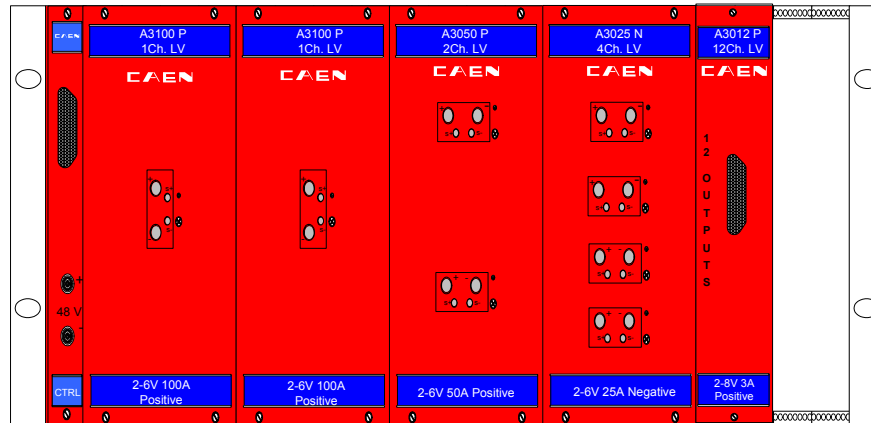 CAEN
A3100 P
1Ch. LV
A3100 P
1Ch. LV
A3050 P
2Ch. LV
A3025 N
4Ch. LV
A3012 P
12Ch. LV
CAEN
CAEN
CAEN
CAEN
CAEN
+ -
S+ S-
+ -
S+ S-
1
2
O
U
T
P
U
T
S
+
S+
S-
+
S+
S-
+ -
S+ S-
+ -
S+ S-
+ -
S+ S-
+ -
S+ S-
+
48 V
-
CTRL
2-6V 100A
Positive
2-6V 100A
Positive
2-6V 50A Positive
2-6V 25A Negative
2-8V 3A
Positive